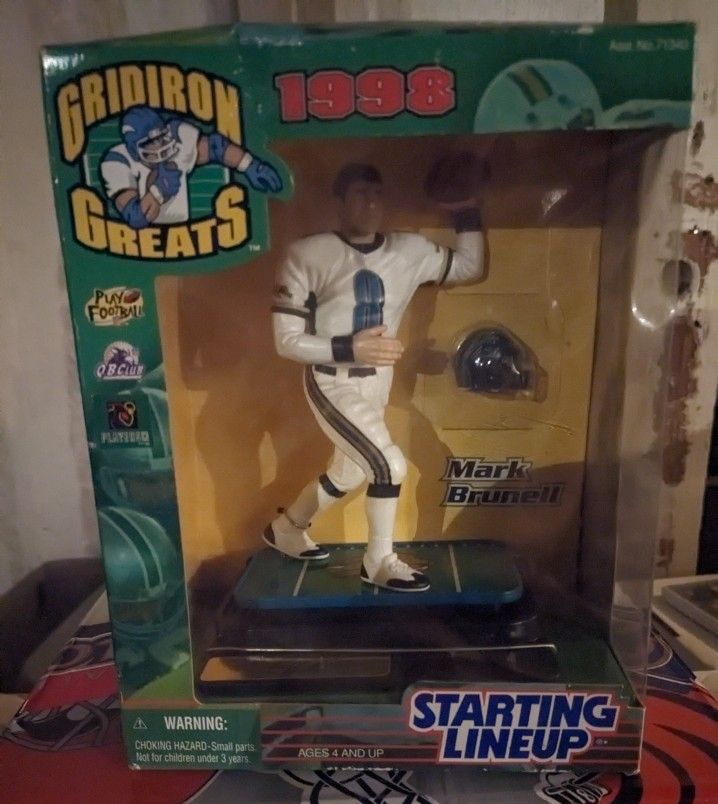 Asst. No. 71340
GRIDIRON
GREATS
TM
1998
8
PLAY
FOOTBALL
QB CLUB
PLAYERS
Mark
Brunell
WARNING:
CHOKING HAZARD-Small parts.
Not for children under 3 years.
AGES 4 AND UP
STARTING
LINEUP